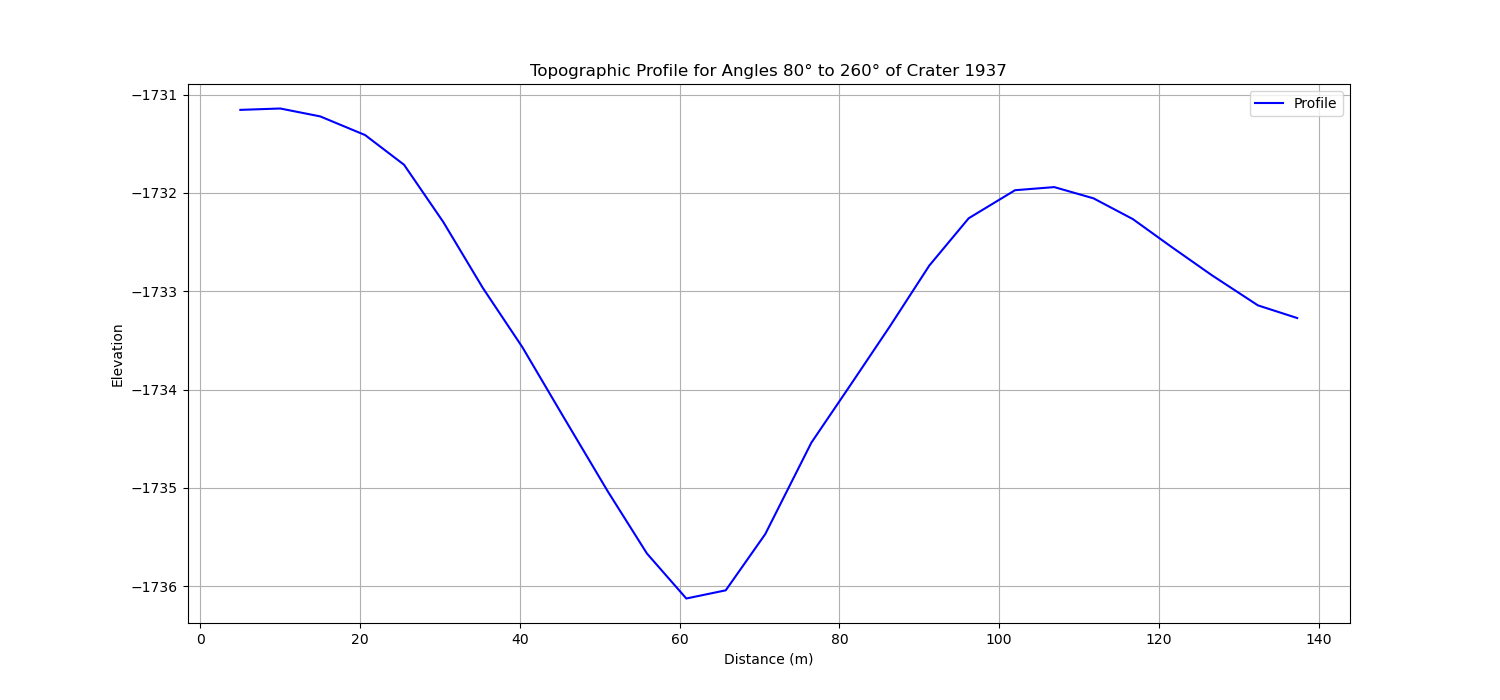 Topographic Profile for Angles 80° to 260° of Crater 1937
Profile
−1731
−1732
−1733
−1734
−1735
−1736
Elevation
0 20 40 60 80 100 120 140
Distance (m)